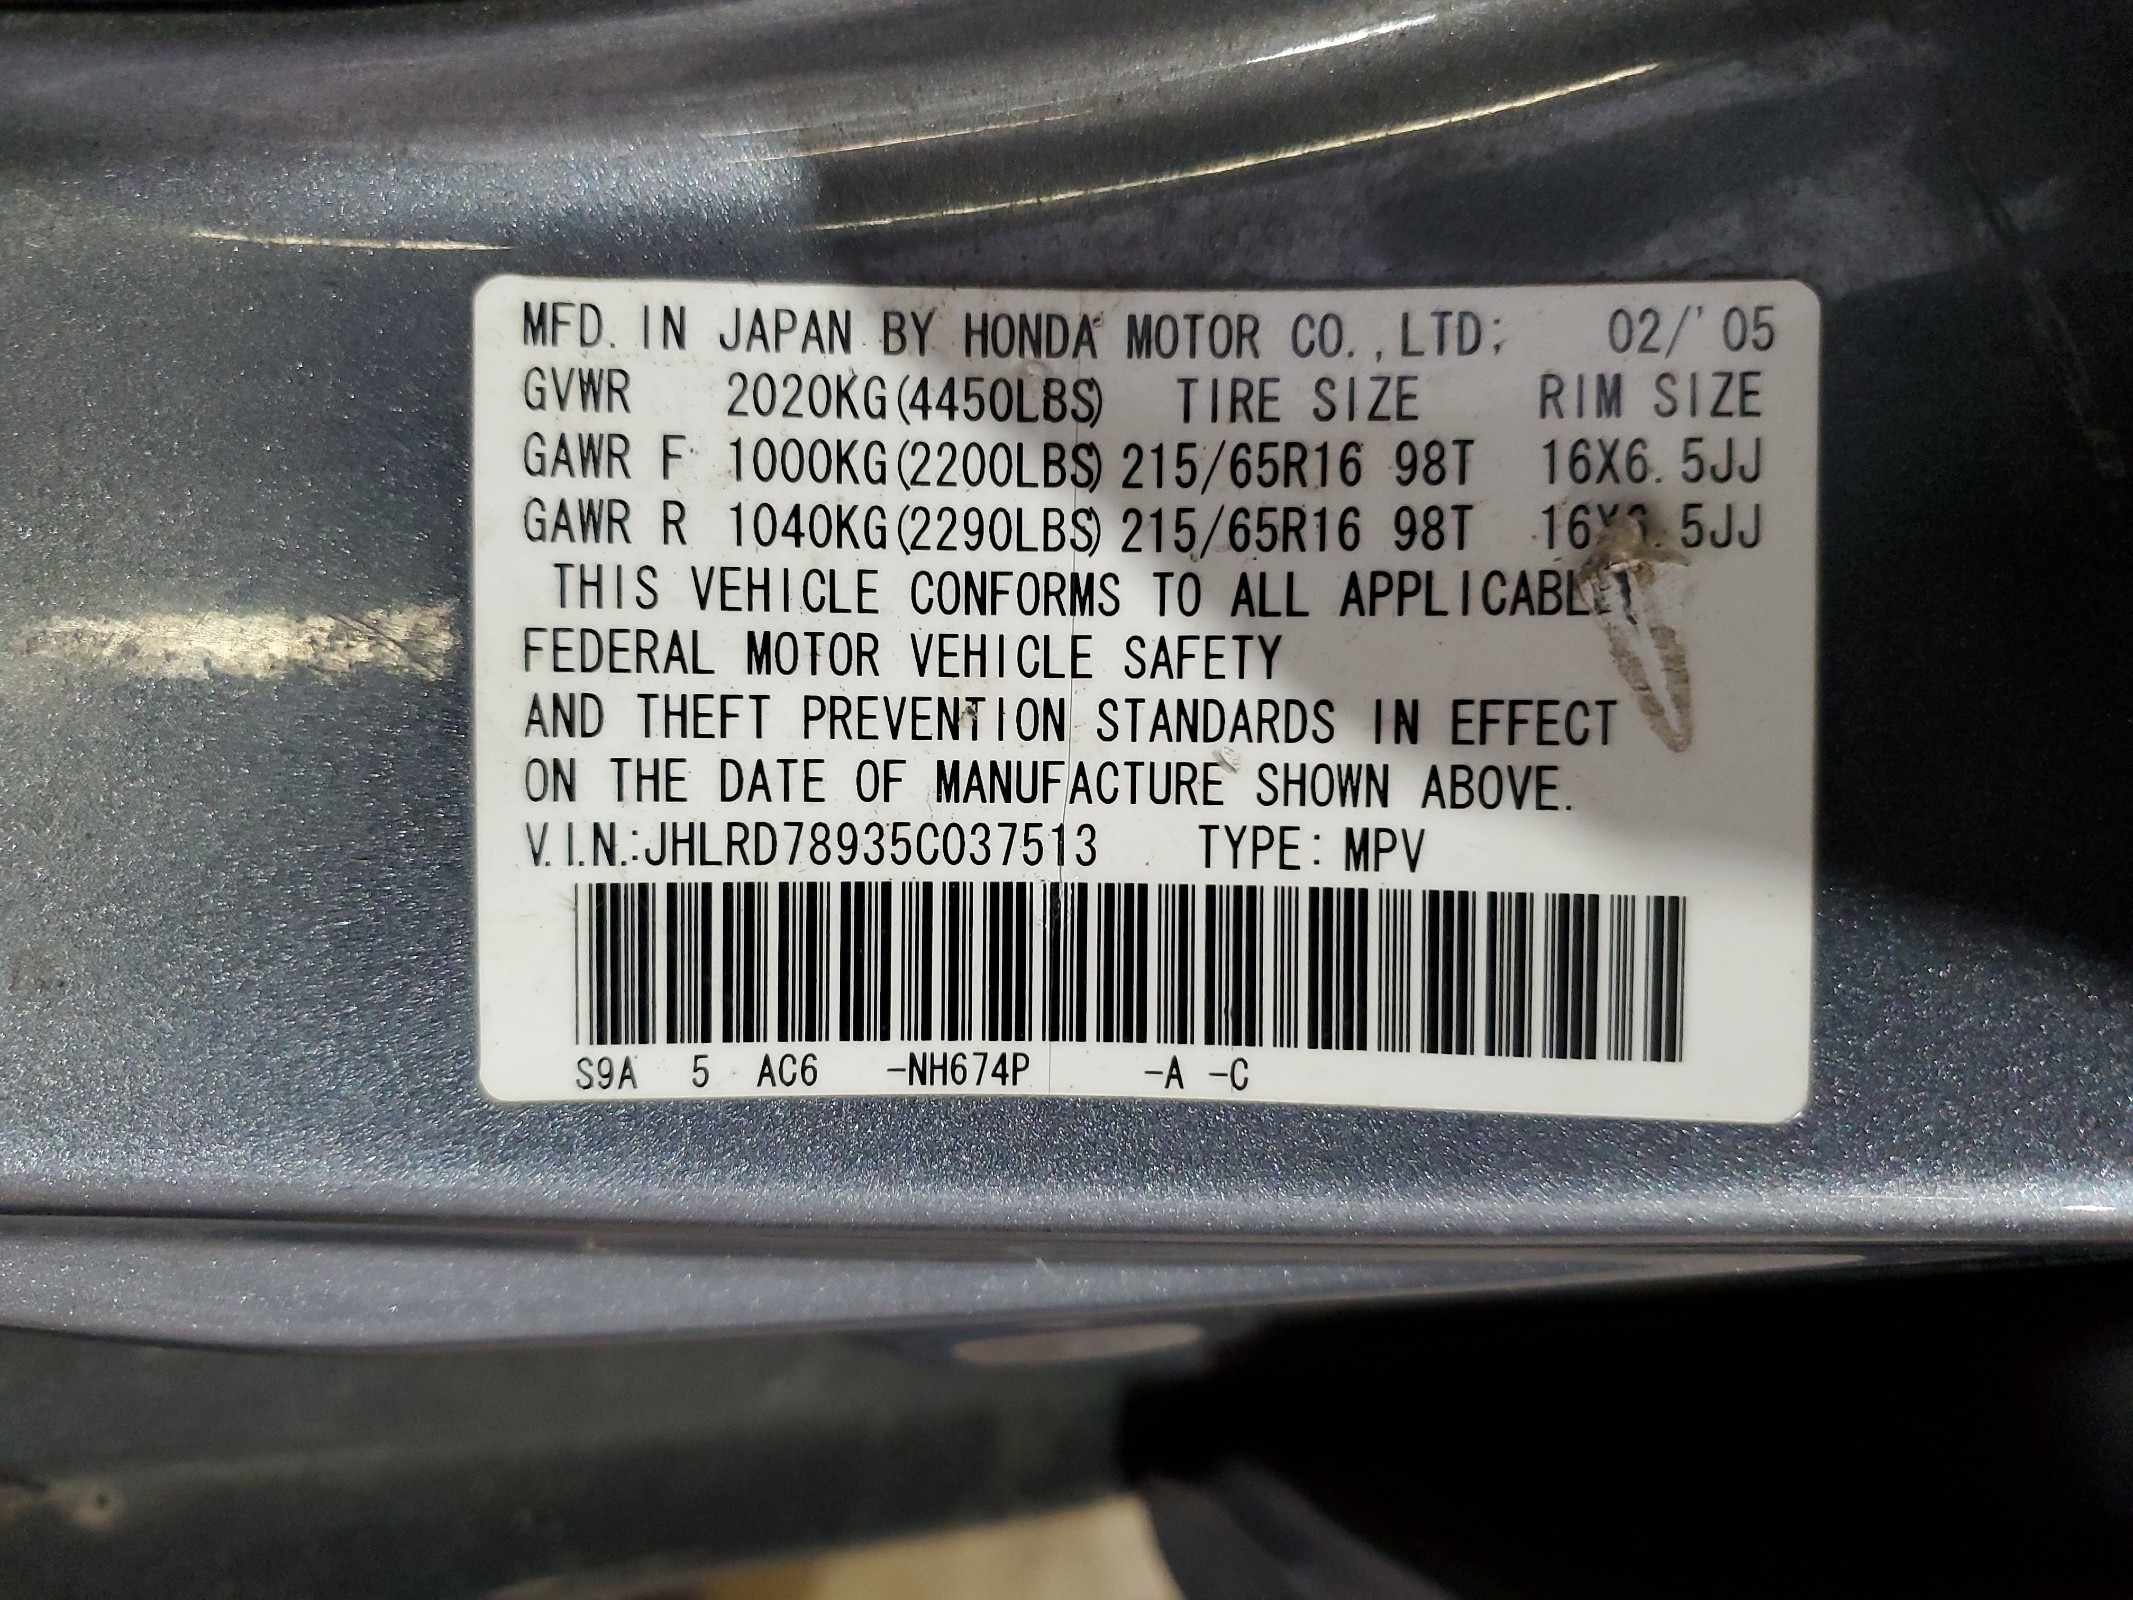 MFD. IN JAPAN BY HONDA MOTOR CO.,LTD; 02/'05
GVWR 2020KG(4450LBS) TIRE SIZE RIM SIZE
GAWR F 1000KG(2200LBS) 215/65R16 98T 16X6.5JJ
GAWR R 1040KG(2290LBS) 215/65R16 98T 16X6.5JJ
THIS VEHICLE CONFORMS TO ALL APPLICABLE
FEDERAL MOTOR VEHICLE SAFETY
AND THEFT PREVENTION STANDARDS IN EFFECT
ON THE DATE OF MANUFACTURE SHOWN ABOVE.
V.I.N.:JHLRD78935C037513 TYPE: MPV
S9A 5 AC6 -NH674P -A -C